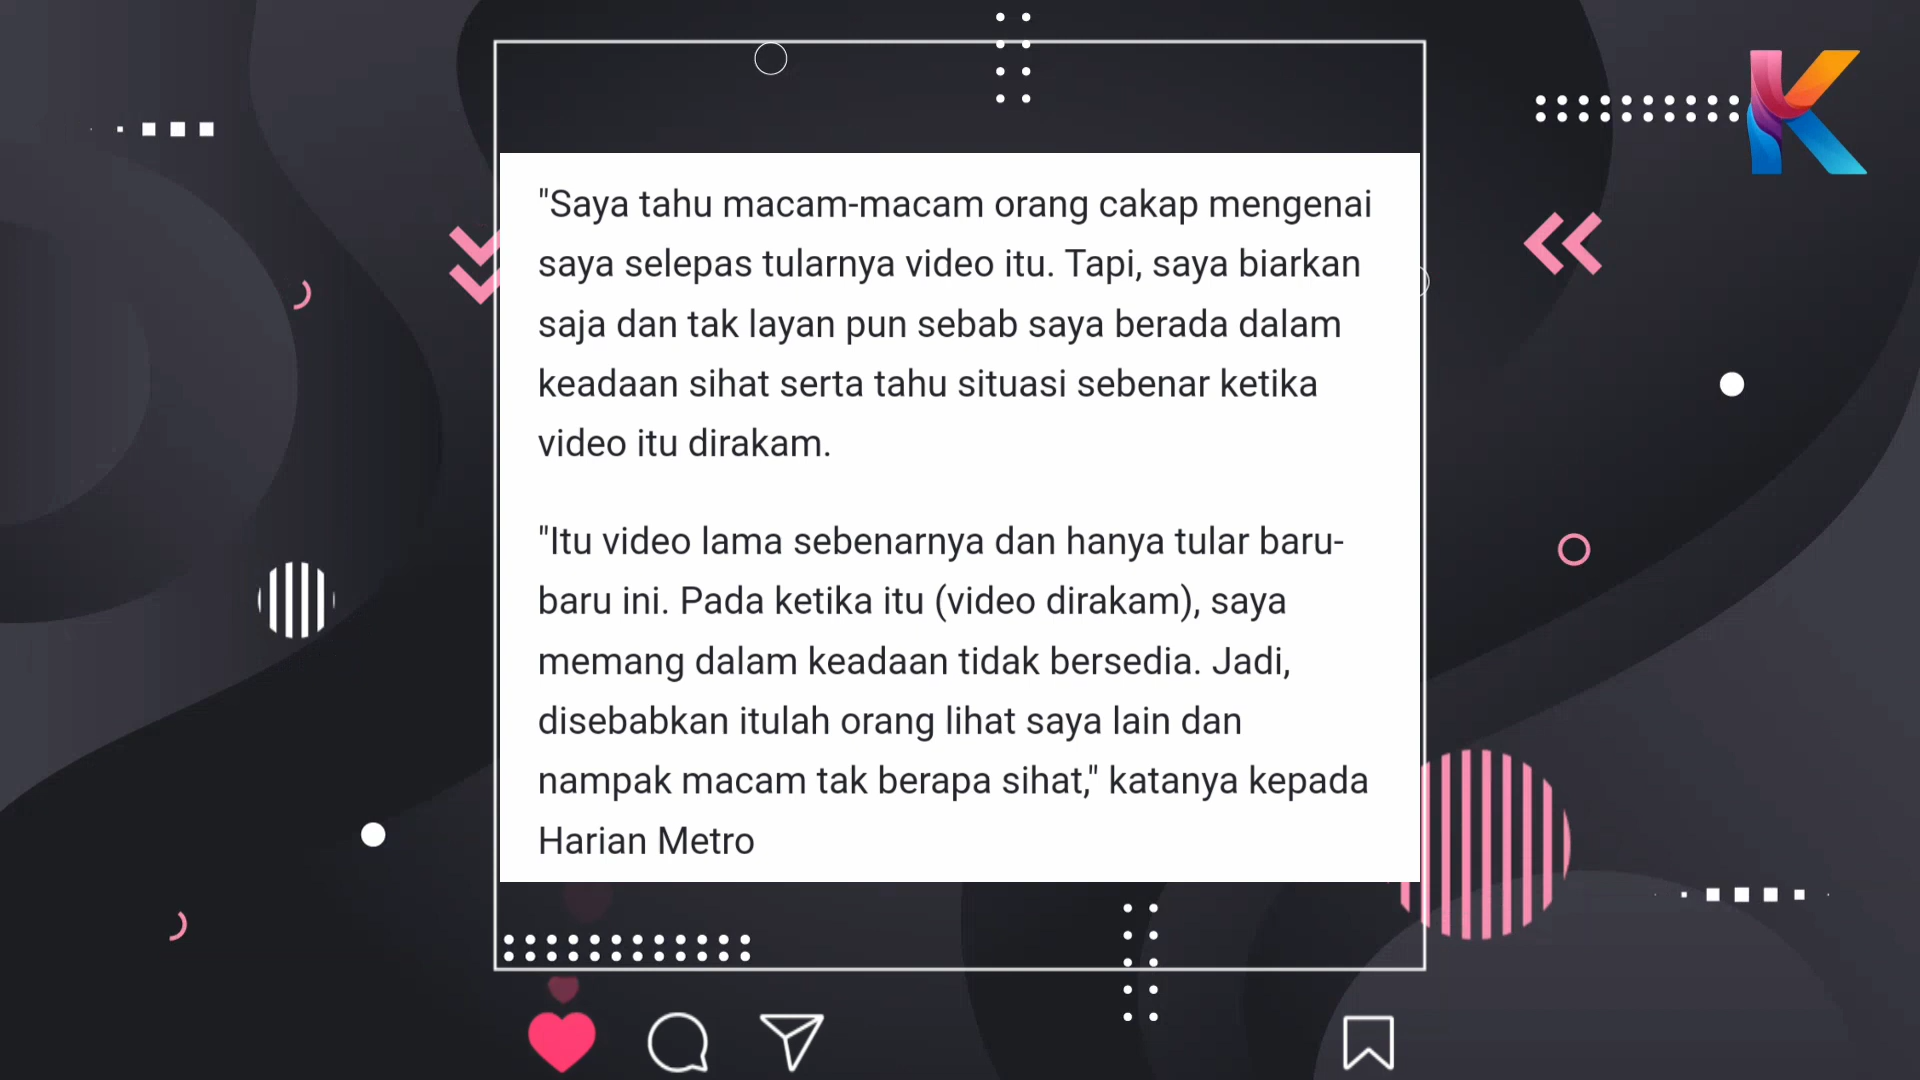 "Saya tahu macam-macam orang cakap mengenai
saya selepas tularnya video itu. Tapi, saya biarkan
saja dan tak layan pun sebab saya berada dalam
keadaan sihat serta tahu situasi sebenar ketika
video itu dirakam.
"Itu video lama sebenarnya dan hanya tular baru-
baru ini. Pada ketika itu (video dirakam), saya
memang dalam keadaan tidak bersedia. Jadi,
disebabkan itulah orang lihat saya lain dan
nampak macam tak berapa sihat," katanya kepada
Harian Metro
K